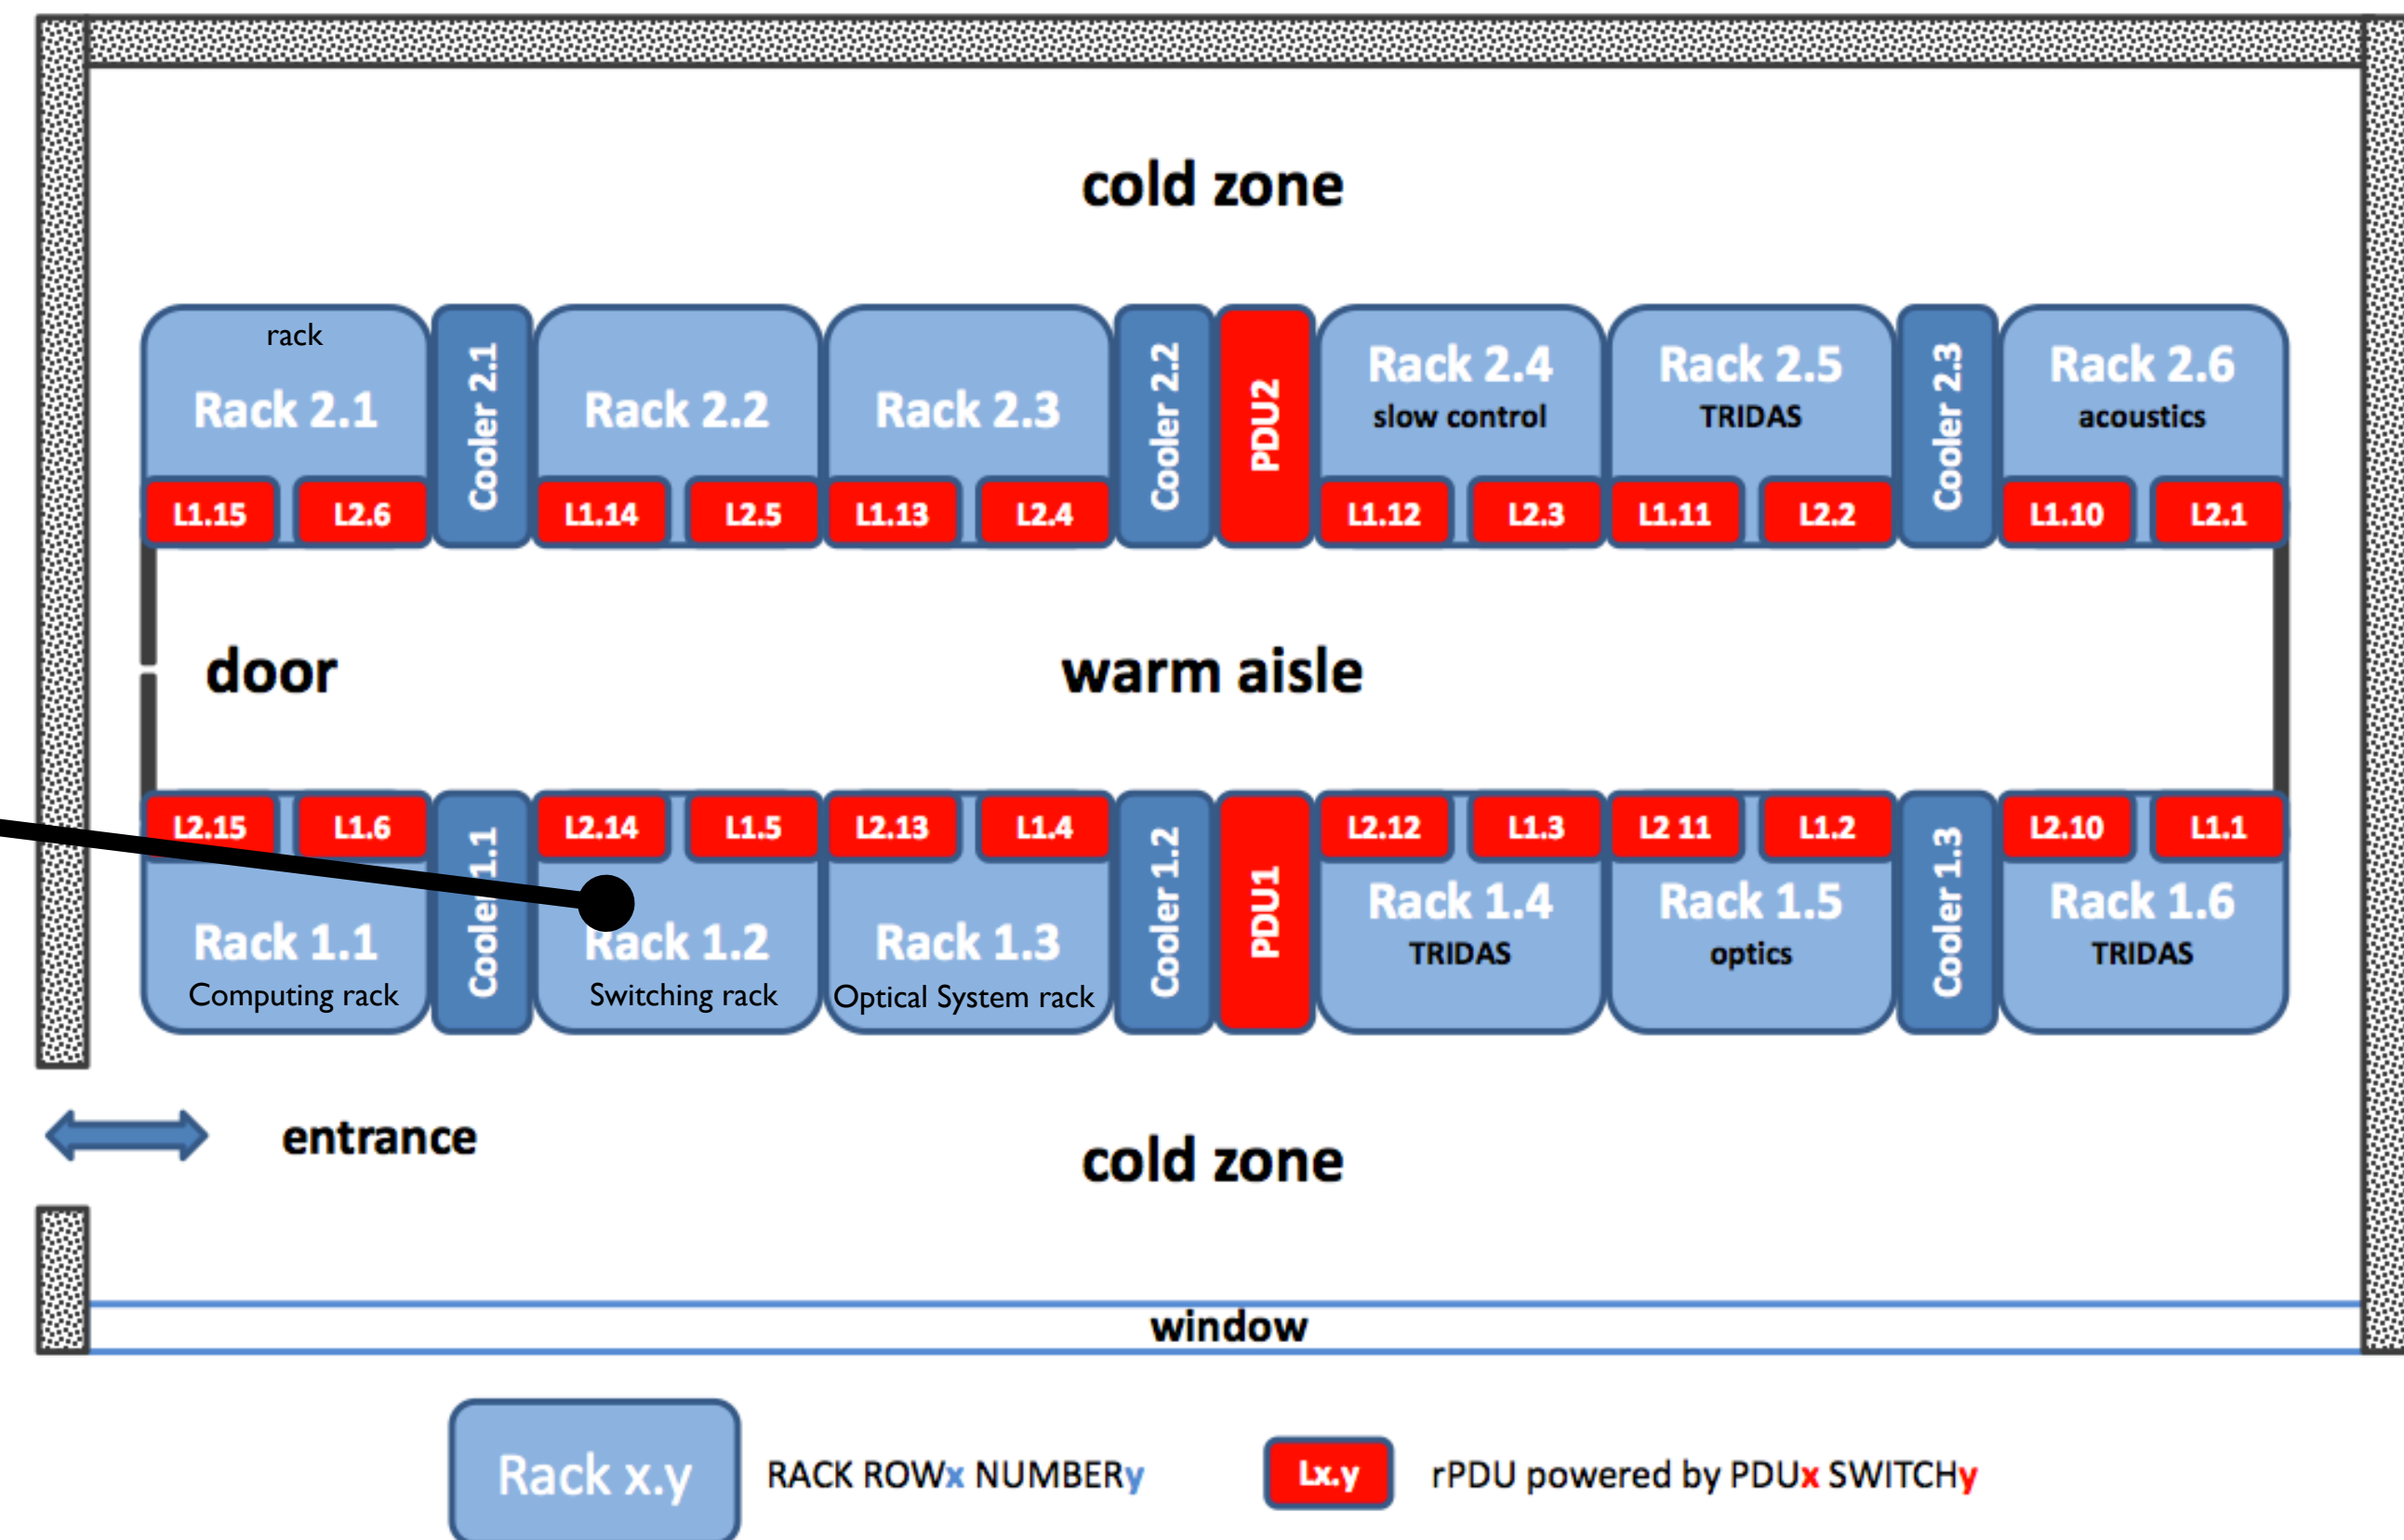 cold zone
rack
Rack 2.1
Cooler 2.1
Rack 2.2
Rack 2.3
Cooler 2.2
PDU2
Rack 2.4
slow control
Rack 2.5
TRIDAS
Cooler 2.3
Rack 2.6
acoustics
L1.15 L2.6 L1.14 L2.5 L1.13 L2.4 L1.12 L2.3 L1.11 L2.2 L1.10 L2.1
door
warm aisle
L2.15 L1.6 L2.14 L1.5 L2.13 L1.4 L2.12 L1.3 L2 11 L1.2 L2.10 L1.1
Rack 1.1
Computing rack
Cooler 1.1
Rack 1.2
Switching rack
Rack 1.3
Optical System rack
Cooler 1.2
PDU1
Rack 1.4
TRIDAS
Rack 1.5
optics
Cooler 1.3
Rack 1.6
TRIDAS
entrance
cold zone
window
Rack x.y
RACK ROWx NUMBERy
Lx.y
rPDU powered by PDUx SWITCHy